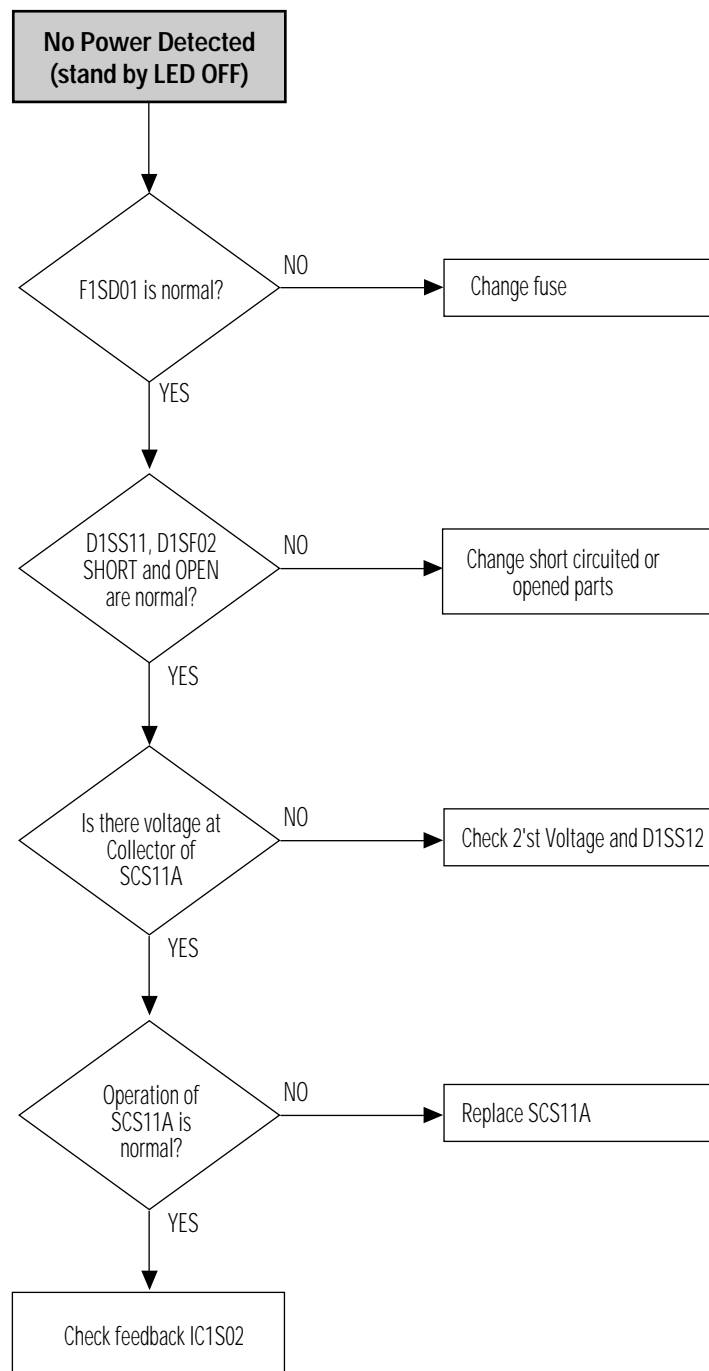 No Power Detected
(stand by LED OFF)
F1SD01 is normal?
NO
Change fuse
YES
D1SS11, D1SF02
SHORT and OPEN
are normal?
NO
Change short circuited or
opened parts
YES
Is there voltage at
Collector of
SCS11A
NO
Check 2'st Voltage and D1SS12
YES
Operation of
SCS11A is
normal?
NO
Replace SCS11A
YES
Check feedback IC1S02